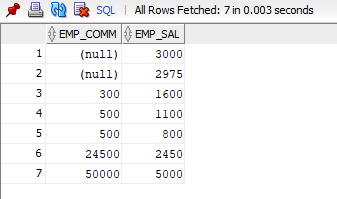 SQL | All Rows Fetched: 7 in 0.003 seconds
EMP_COMM EMP_SAL
1 (null) 3000
2 (null) 2975
3 300 1600
4 500 1100
5 500 800
6 24500 2450
7 50000 5000